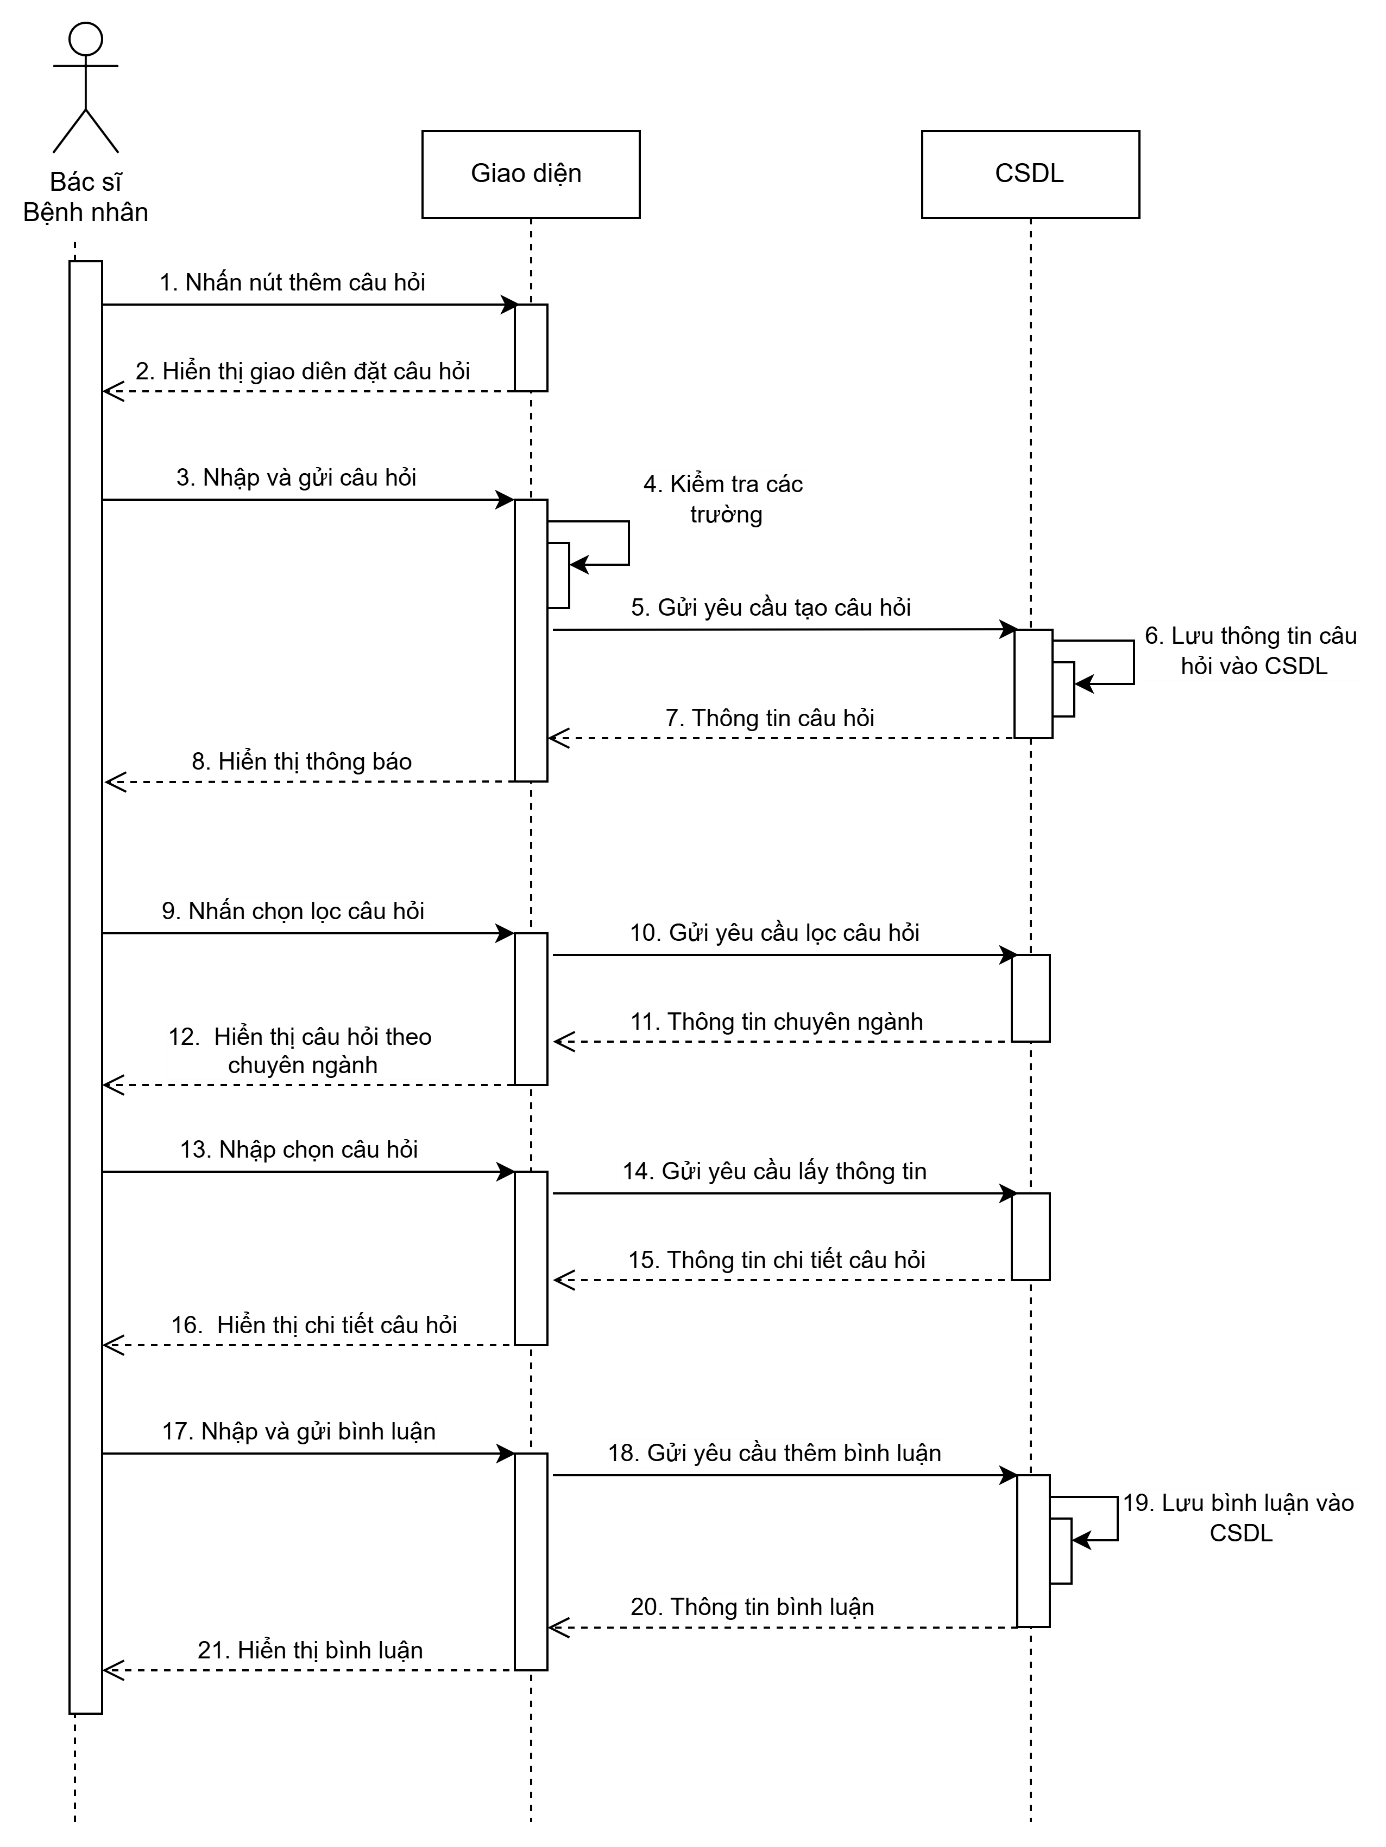 Bác sĩ
Bệnh nhân
Giao diện
CSDL
1. Nhấn nút thêm câu hỏi
2. Hiển thị giao diên đặt câu hỏi
3. Nhập và gửi câu hỏi
4. Kiểm tra các
trường
5. Gửi yêu cầu tạo câu hỏi
6. Lưu thông tin câu
hỏi vào CSDL
7. Thông tin câu hỏi
8. Hiển thị thông báo
9. Nhấn chọn lọc câu hỏi
10. Gửi yêu cầu lọc câu hỏi
11. Thông tin chuyên ngành
12.  Hiển thị câu hỏi theo
chuyên ngành
13. Nhập chọn câu hỏi
14. Gửi yêu cầu lấy thông tin
15. Thông tin chi tiết câu hỏi
16.  Hiển thị chi tiết câu hỏi
17. Nhập và gửi bình luận
18. Gửi yêu cầu thêm bình luận
19. Lưu bình luận vào
CSDL
20. Thông tin bình luận
21. Hiển thị bình luận